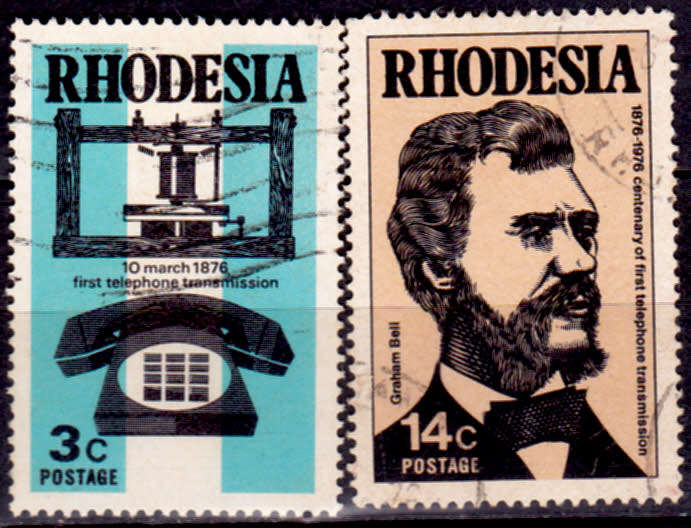 RHODESIA
10 march 1876
first telephone transmission
3c
POSTAGE
RHODESIA
1876-1976 centenary of first telephone transmission
Graham Bell
14c
POSTAGE